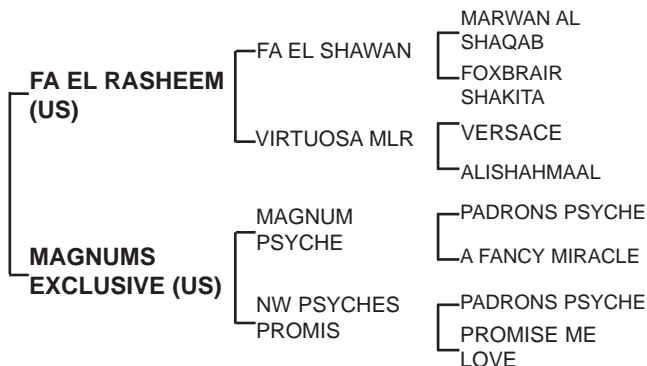 FA EL RASHEEM
(US)
FA EL SHAWAN
MARWAN AL
SHAQAB
FOXBRAIR
SHAKITA
VIRTUOSA MLR
VERSACE
ALISHAHMAAL
MAGNUMS
EXCLUSIVE (US)
MAGNUM
PSYCHE
PADRONS PSYCHE
A FANCY MIRACLE
NW PSYCHES
PROMIS
PADRONS PSYCHE
PROMISE ME
LOVE